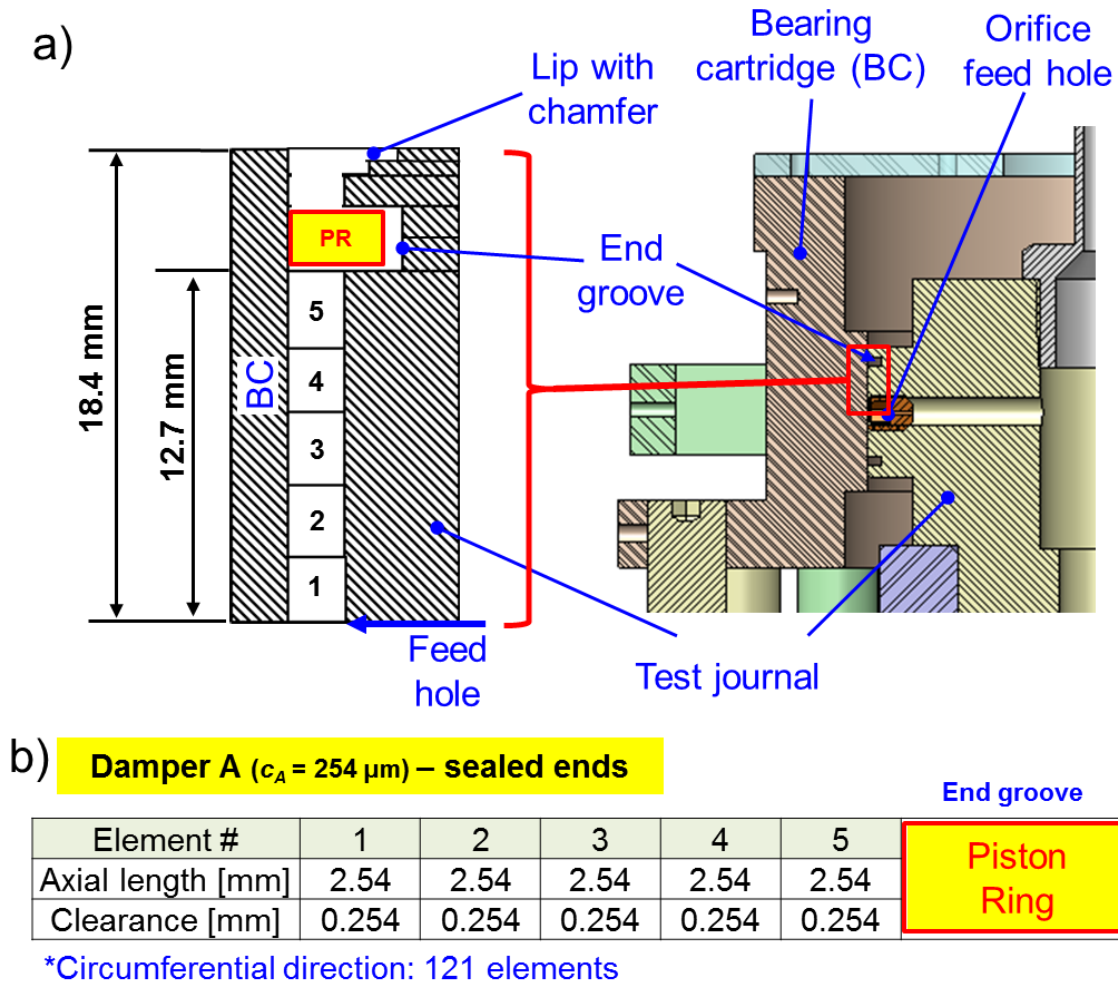 a)
Lip with
chamfer
Bearing
cartridge (BC)
Orifice
feed hole
18.4 mm
12.7 mm
BC
PR
5
4
3
2
1
End
groove
Feed
hole
Test journal
b)
Damper A (cA = 254 µm) – sealed ends
End groove
Element # 1 2 3 4 5
Axial length [mm] 2.54 2.54 2.54 2.54 2.54
Clearance [mm] 0.254 0.254 0.254 0.254 0.254
Piston
Ring
*Circumferential direction: 121 elements